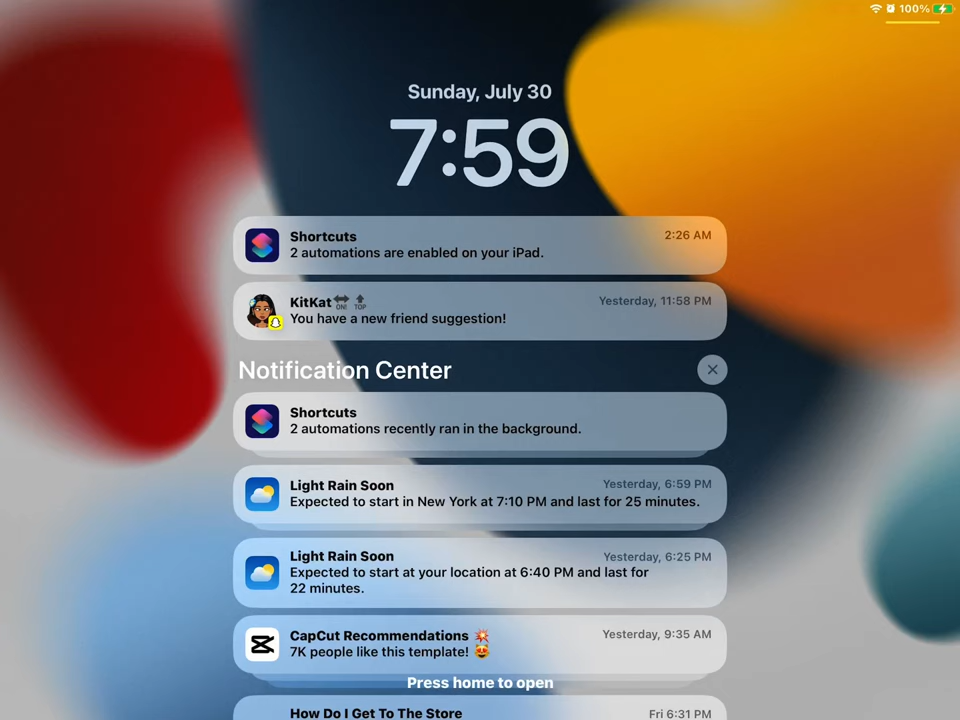 100%
Sunday, July 30
7:59
Shortcuts 2:26 AM
2 automations are enabled on your iPad.
KitKat↔️ON!🔝 Yesterday, 11:58 PM
You have a new friend suggestion!
Notification Center
Shortcuts
2 automations recently ran in the background.
Light Rain Soon Yesterday, 6:59 PM
Expected to start in New York at 7:10 PM and last for 25 minutes.
Light Rain Soon Yesterday, 6:25 PM
Expected to start at your location at 6:40 PM and last for
22 minutes.
CapCut Recommendations 💥 Yesterday, 9:35 AM
7K people like this template! 😍
Press home to open
How Do I Get To The Store Fri 6:31 PM